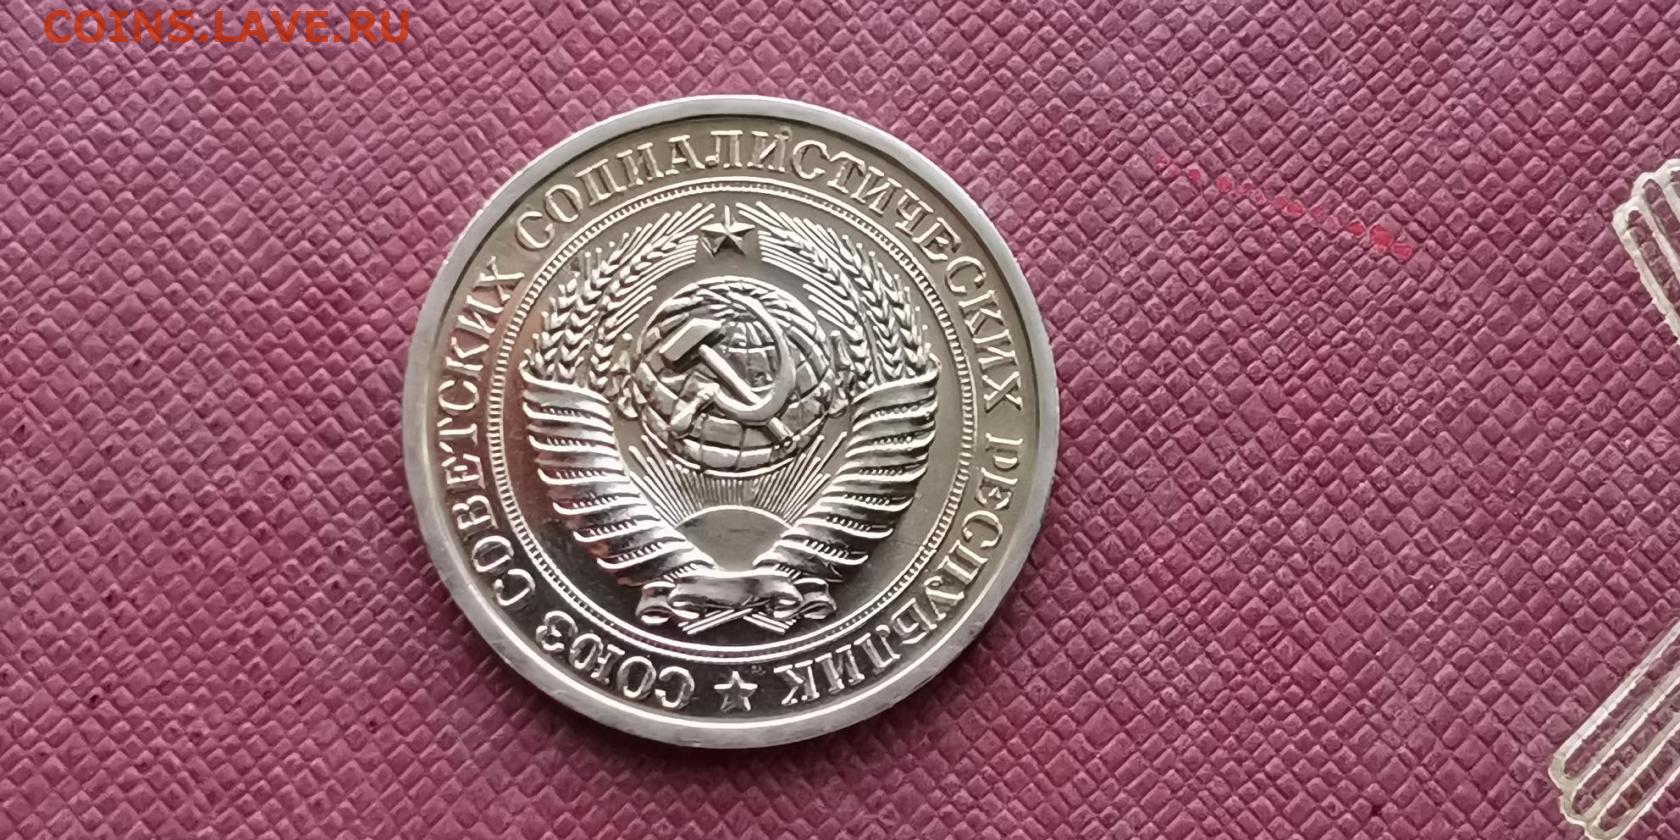 COINS.LAVE.RU
СОЮЗ СОВЕТСКИХ СОЦИАЛИСТИЧЕСКИХ РЕСПУБЛИК